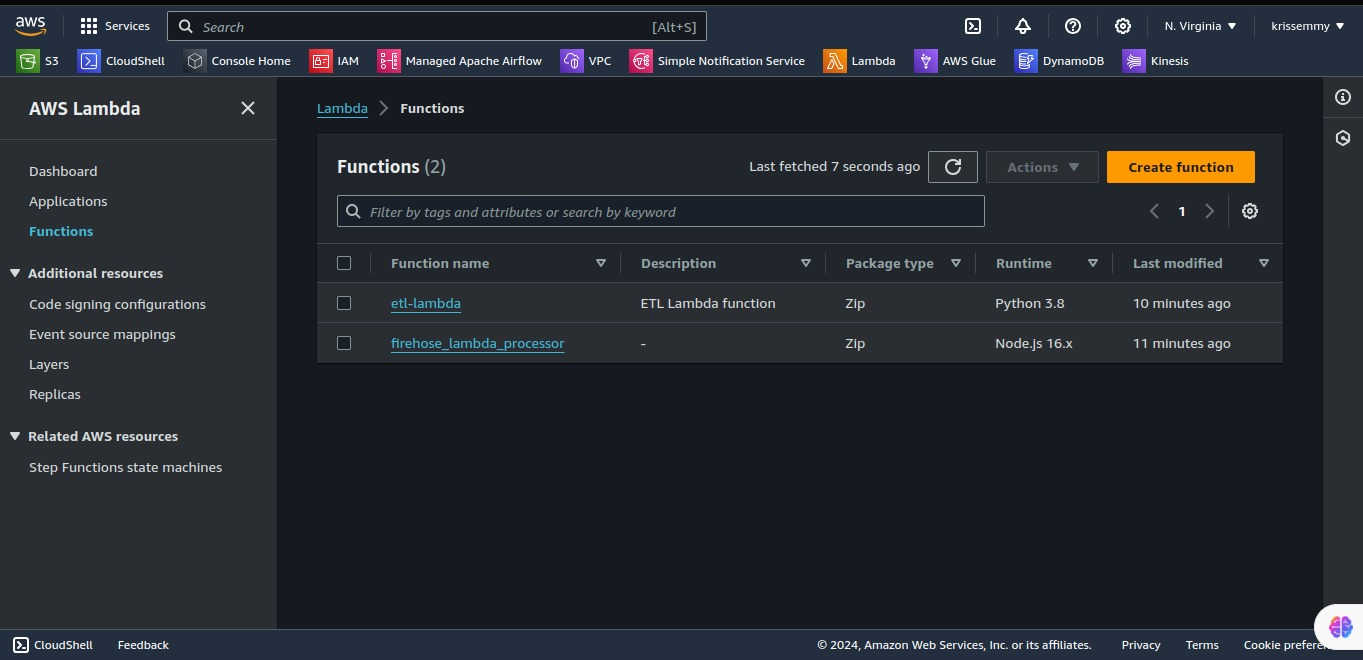 aws Services Search [Alt+S] N. Virginia krissemmy
S3 CloudShell Console Home IAM Managed Apache Airflow VPC Simple Notification Service Lambda AWS Glue DynamoDB Kinesis
AWS Lambda
Dashboard
Applications
Functions
Additional resources
Code signing configurations
Event source mappings
Layers
Replicas
Related AWS resources
Step Functions state machines
Lambda Functions
Functions (2) Last fetched 7 seconds ago Actions Create function
Filter by tags and attributes or search by keyword 1
Function name Description Package type Runtime Last modified
etl-lambda ETL Lambda function Zip Python 3.8 10 minutes ago
firehose_lambda_processor - Zip Node.js 16.x 11 minutes ago
CloudShell Feedback © 2024, Amazon Web Services, Inc. or its affiliates. Privacy Terms Cookie